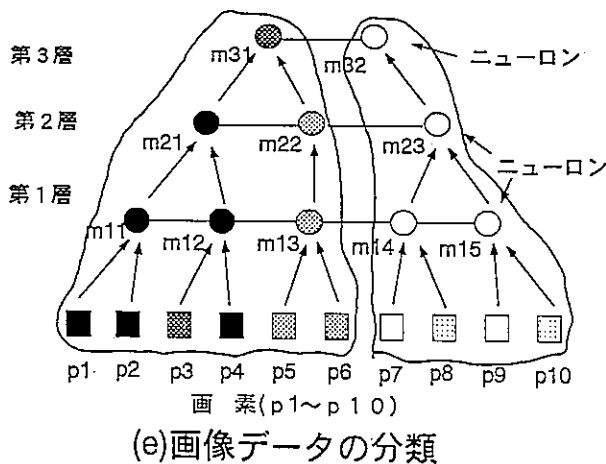 第3層
m31
m32
ニューロン
第2層
m21
m22
m23
ニューロン
第1層
m11
m12
m13
m14
m15
p1 p2 p3 p4 p5 p6 p7 p8 p9 p10
画 素(p1～p10)
(e)画像データの分類